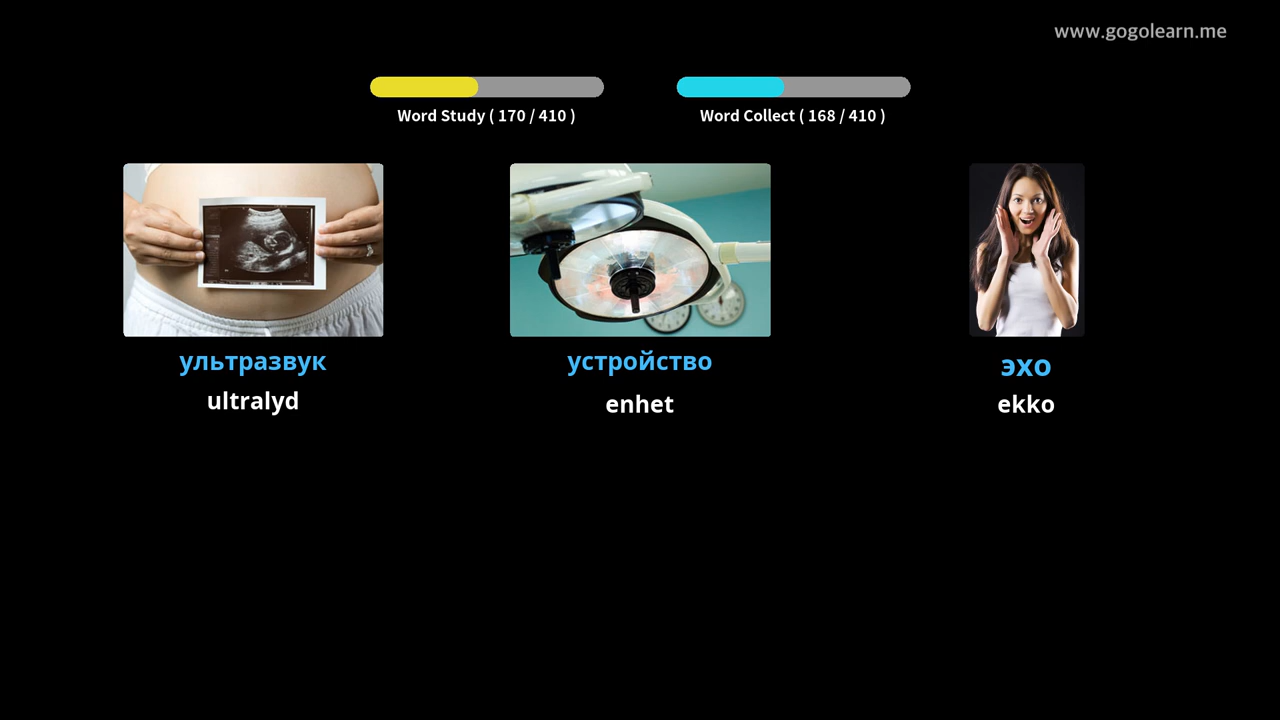 www.gogolearn.me
Word Study ( 170 / 410 )
Word Collect ( 168 / 410 )
ультразвук
ultralyd
устройство
enhet
эхо
ekko